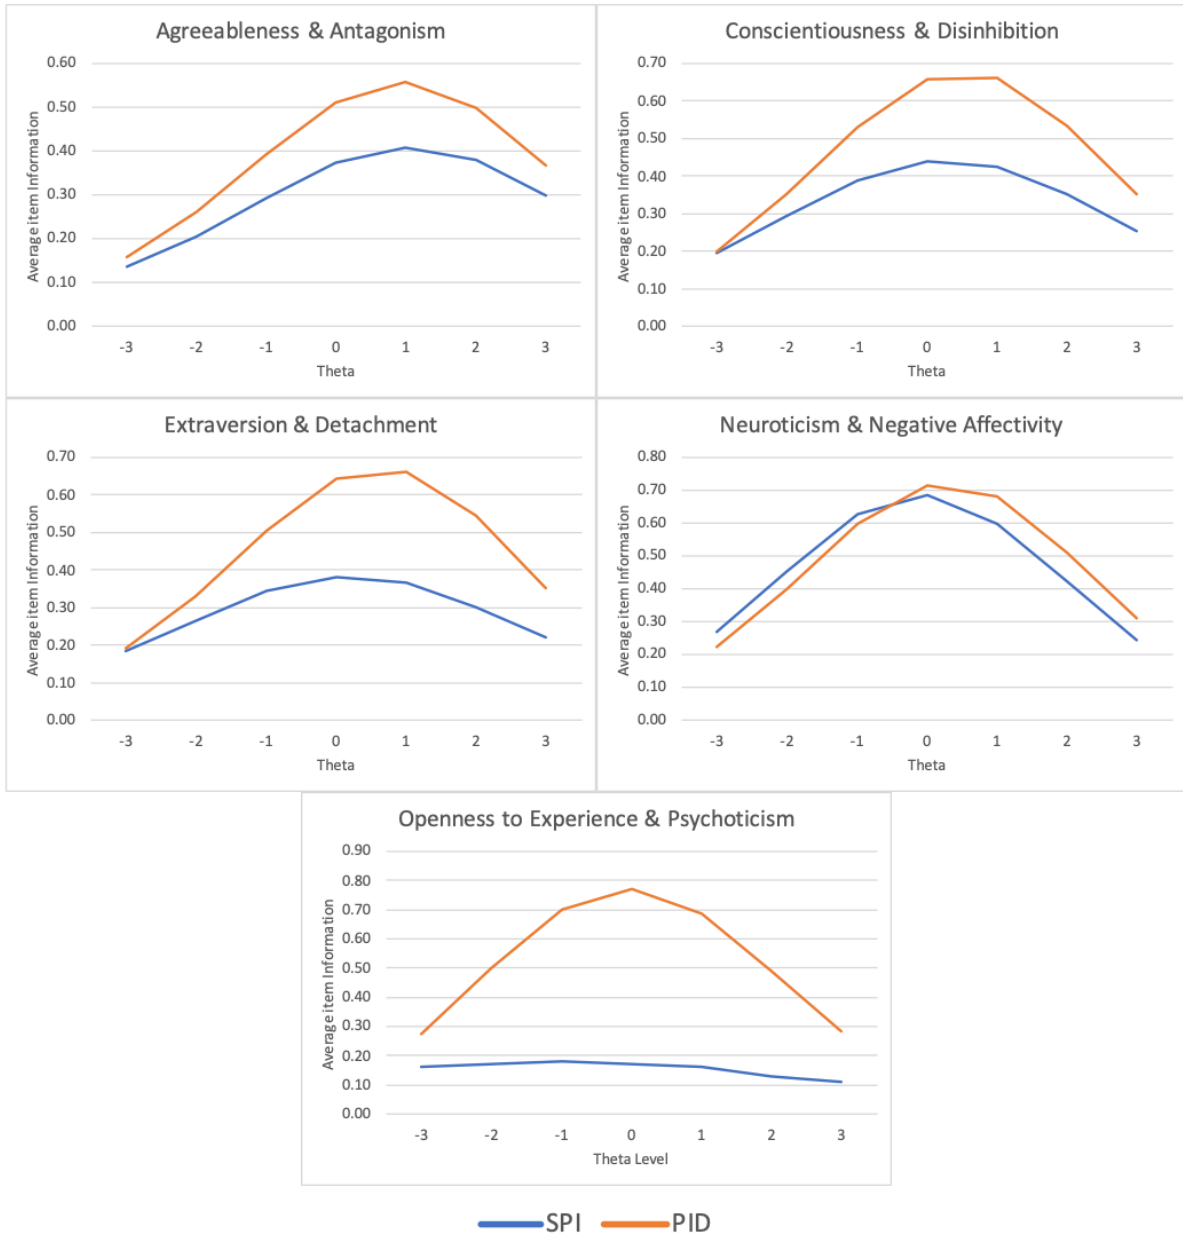 Agreeableness & Antagonism
0.60
0.50
0.40
0.30
0.20
0.10
0.00
Average item Information
-3 -2 -1 0 1 2 3
Theta
Conscientiousness & Disinhibition
0.70
0.60
0.50
0.40
0.30
0.20
0.10
0.00
Average item Information
-3 -2 -1 0 1 2 3
Theta
Extraversion & Detachment
0.70
0.60
0.50
0.40
0.30
0.20
0.10
0.00
Average item Information
-3 -2 -1 0 1 2 3
Theta
Neuroticism & Negative Affectivity
0.80
0.70
0.60
0.50
0.40
0.30
0.20
0.10
0.00
Average item Information
-3 -2 -1 0 1 2 3
Theta
Openness to Experience & Psychoticism
0.90
0.80
0.70
0.60
0.50
0.40
0.30
0.20
0.10
0.00
Average item Information
-3 -2 -1 0 1 2 3
Theta Level
SPI PID